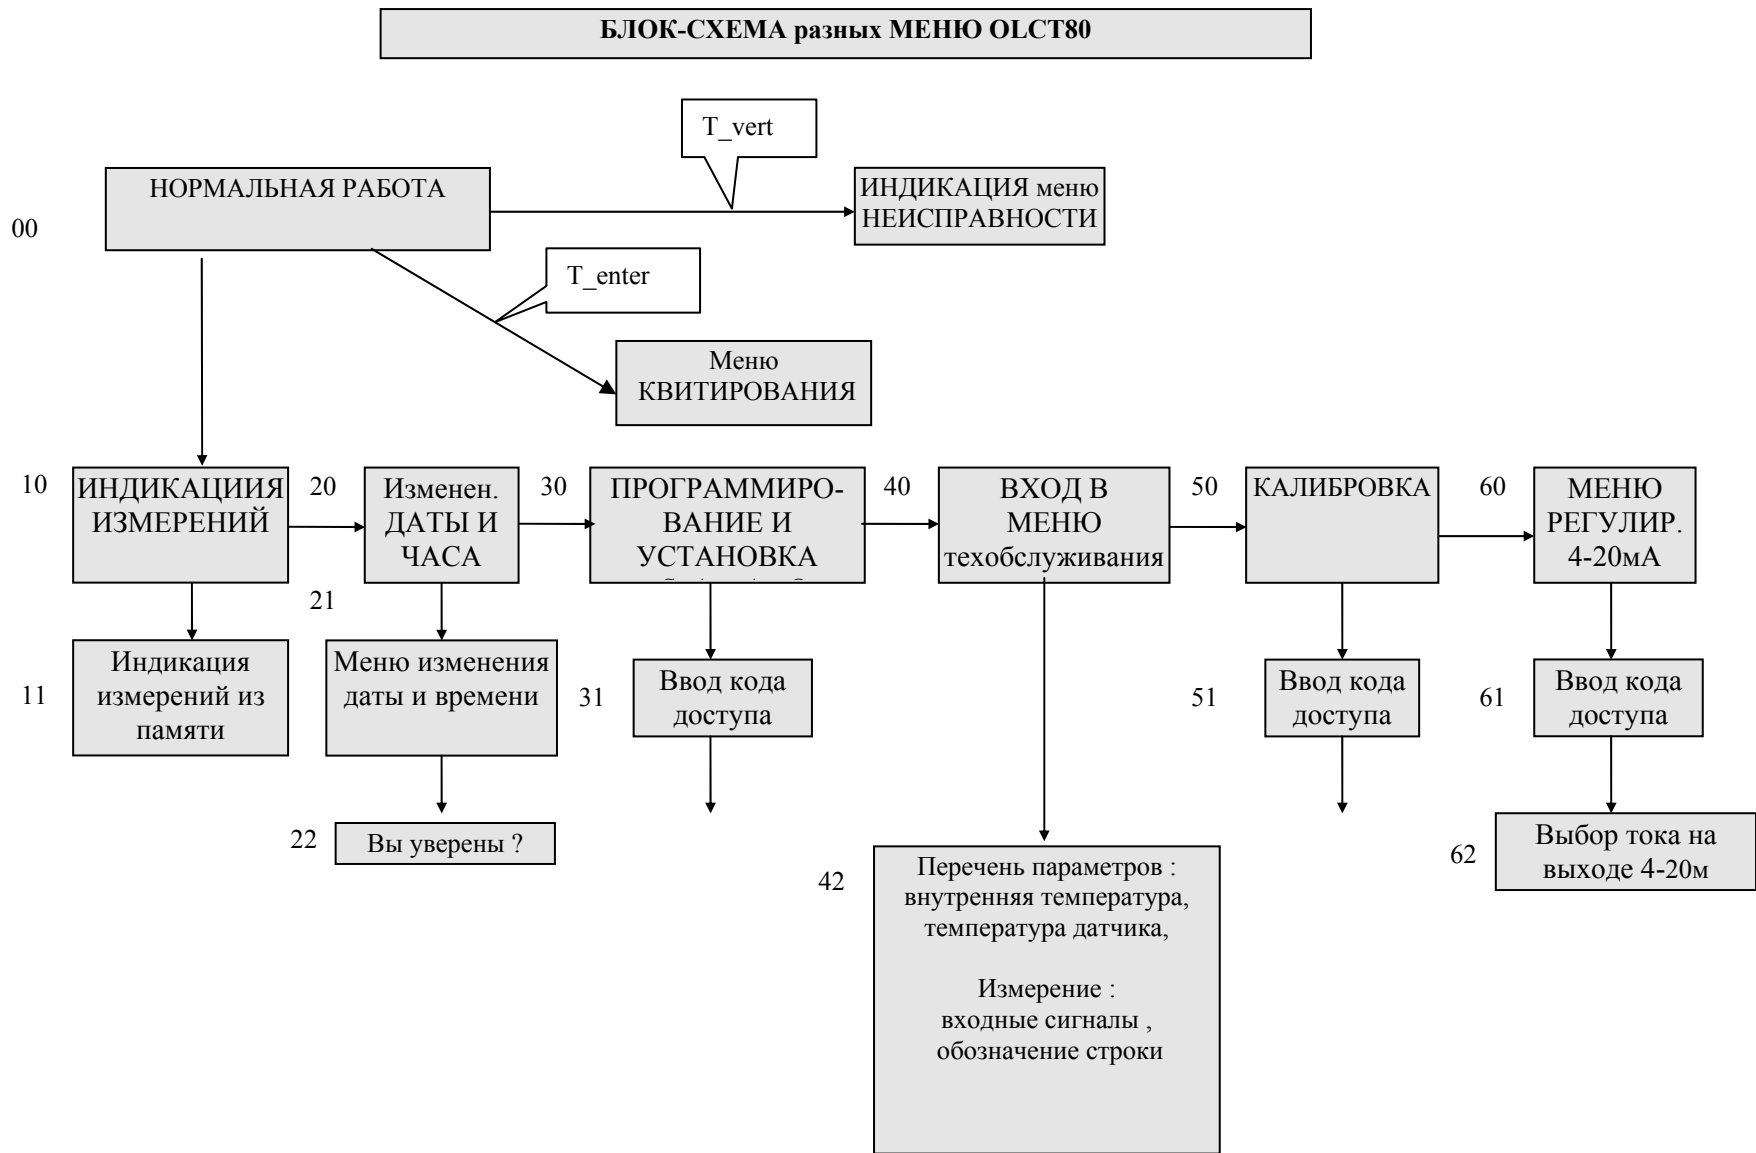 БЛОК-СХЕМА разных МЕНЮ OLCT80
T_vert
НОРМАЛЬНАЯ РАБОТА
ИНДИКАЦИЯ меню
НЕИСПРАВНОСТИ
00
T_enter
Меню
КВИТИРОВАНИЯ
10
ИНДИКАЦИИЯ
ИЗМЕРЕНИЙ
20
Изменен.
ДАТЫ И
ЧАСА
30
ПРОГРАММИРО-
ВАНИЕ И
УСТАНОВКА
40
ВХОД В
МЕНЮ
техобслуживания
50
КАЛИБРОВКА
60
МЕНЮ
РЕГУЛИР.
4-20мА
11
Индикация
измерений из
памяти
21
Меню изменения
даты и времени
31
Ввод кода
доступа
51
Ввод кода
доступа
61
Ввод кода
доступа
22
Вы уверены ?
42
Перечень параметров :
внутренняя температура,
температура датчика,
Измерение :
входные сигналы ,
обозначение строки
62
Выбор тока на
выходе 4-20м